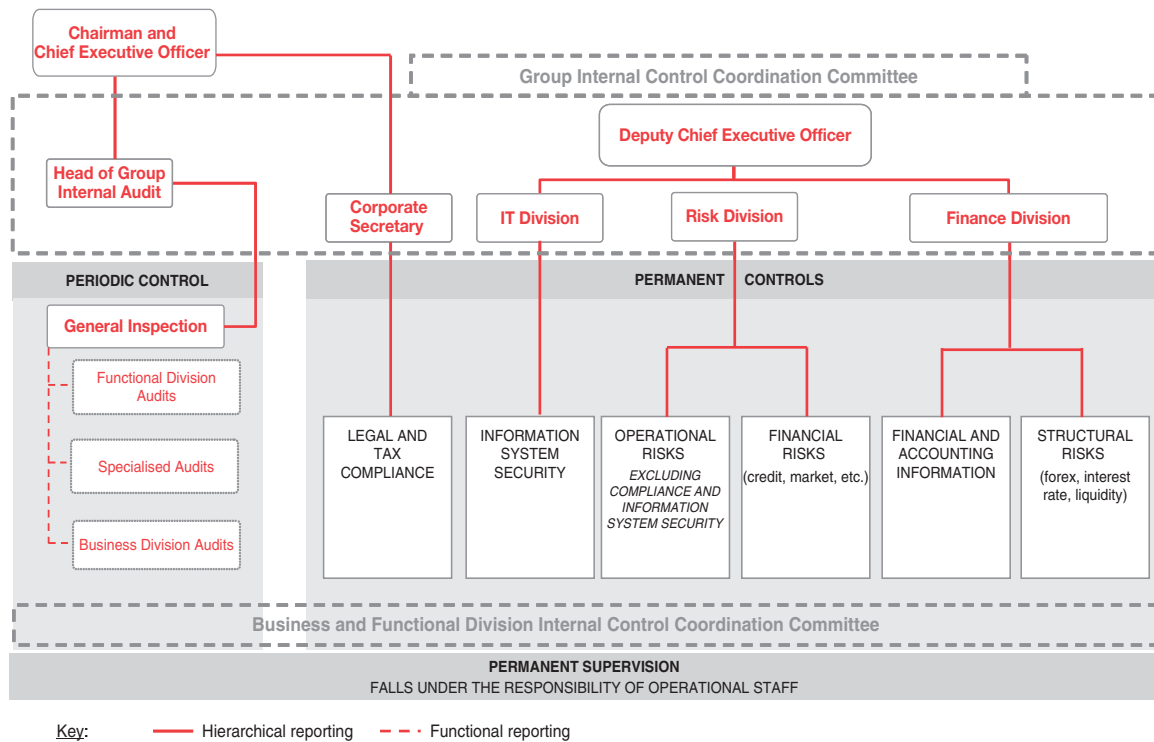 Chairman and
Chief Executive Officer
Group Internal Control Coordination Committee
Deputy Chief Executive Officer
Head of Group
Internal Audit
Corporate
Secretary
IT Division
Risk Division
Finance Division
PERIODIC CONTROL
PERMANENT CONTROLS
General Inspection
Functional Division
Audits
Specialised Audits
Business Division Audits
LEGAL AND
TAX
COMPLIANCE
INFORMATION
SYSTEM
SECURITY
OPERATIONAL
RISKS
EXCLUDING
COMPLIANCE AND
INFORMATION
SYSTEM SECURITY
FINANCIAL
RISKS
(credit, market, etc.)
FINANCIAL AND
ACCOUNTING
INFORMATION
STRUCTURAL
RISKS
(forex, interest
rate, liquidity)
Business and Functional Division Internal Control Coordination Committee
PERMANENT SUPERVISION
FALLS UNDER THE RESPONSIBILITY OF OPERATIONAL STAFF
Key:
Hierarchical reporting
Functional reporting